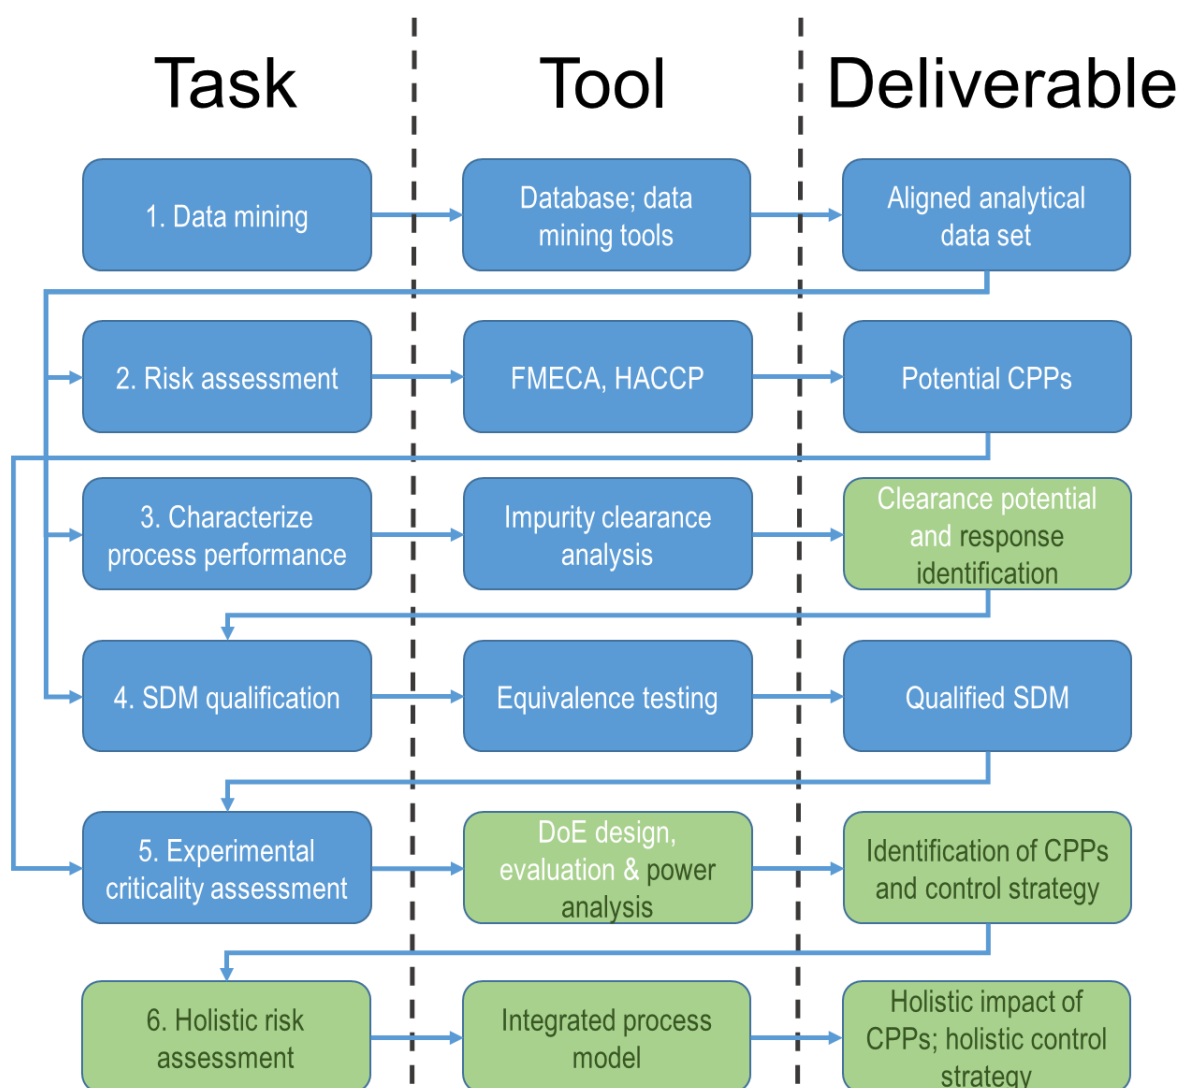 Task
Tool
Deliverable
1. Data mining
Database; data
mining tools
Aligned analytical
data set
2. Risk assessment
FMECA, HACCP
Potential CPPs
3. Characterize
process performance
Impurity clearance
analysis
Clearance potential
and response
identification
4. SDM qualification
Equivalence testing
Qualified SDM
5. Experimental
criticality assessment
DoE design,
evaluation & power
analysis
Identification of CPPs
and control strategy
6. Holistic risk
assessment
Integrated process
model
Holistic impact of
CPPs; holistic control
strategy